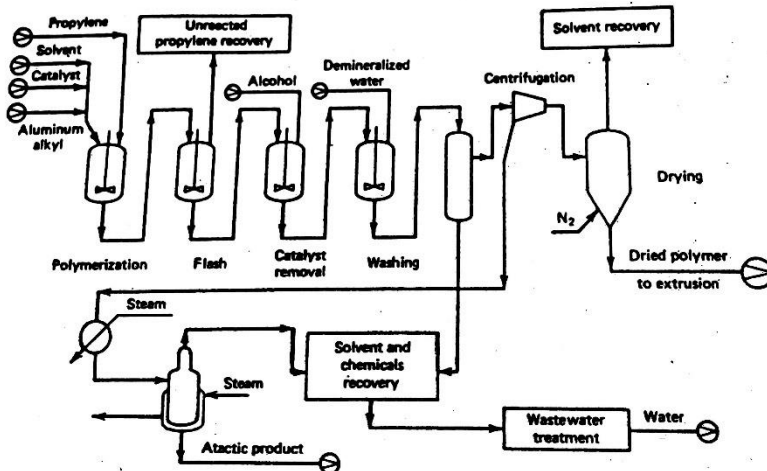 Propylene
Solvent
Catalyst
Aluminum
alkyl
Unreacted
propylene recovery
Alcohol
Demineralized
water
Centrifugation
Solvent recovery
Drying
N₂
Dried polymer
to extrusion
Polymerization
Flash
Catalyst
removal
Washing
Steam
Steam
Solvent and
chemicals
recovery
Wastewater
treatment
Water
Atactic product